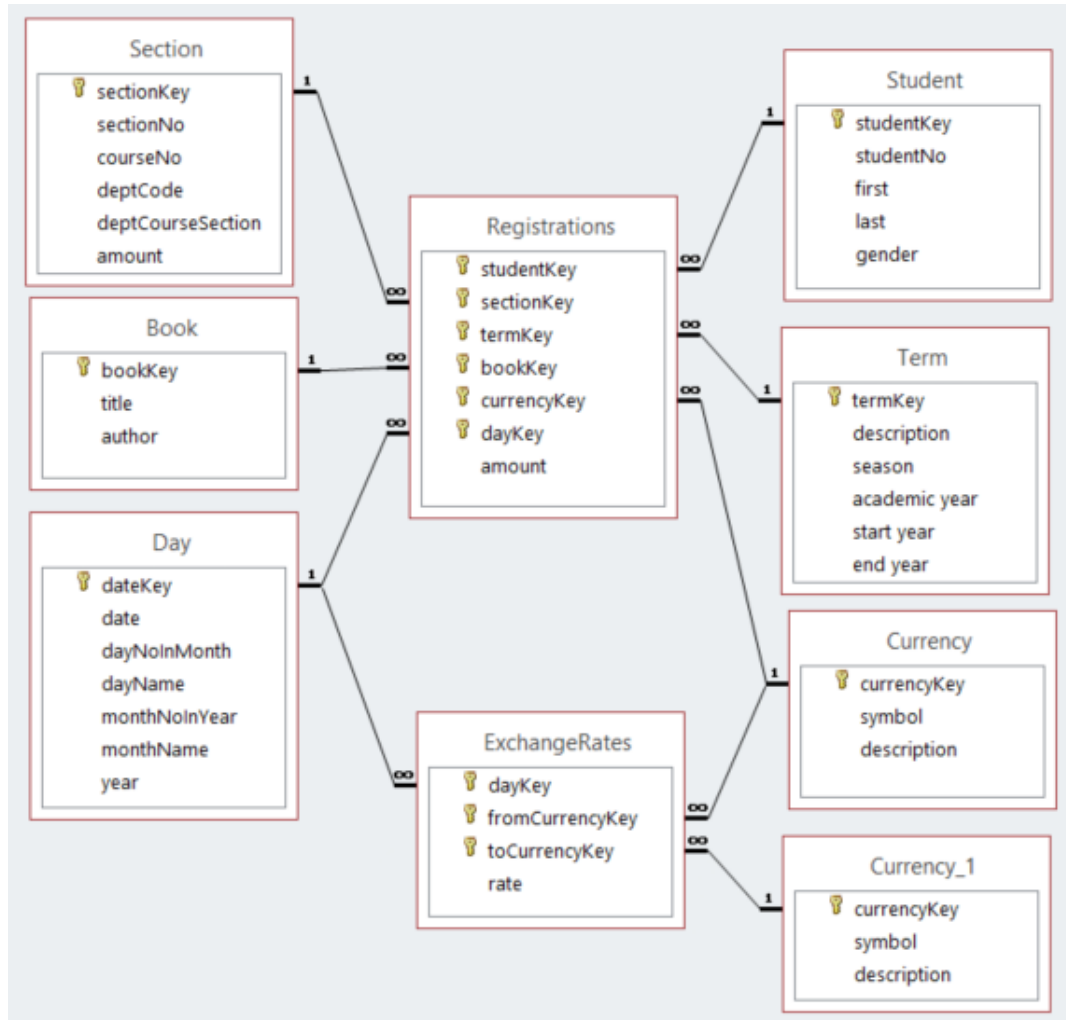 Section
sectionKey
sectionNo
courseNo
deptCode
deptCourseSection
amount
1
∞
Book
bookKey
title
author
1
∞
Day
dateKey
date
dayNoInMonth
dayName
monthNoInYear
monthName
year
1
∞
∞
Registrations
studentKey
sectionKey
termKey
bookKey
currencyKey
dayKey
amount
∞
∞
∞
ExchangeRates
dayKey
fromCurrencyKey
toCurrencyKey
rate
∞
∞
Student
studentKey
studentNo
first
last
gender
1
Term
termKey
description
season
academic year
start year
end year
1
Currency
currencyKey
symbol
description
1
Currency_1
currencyKey
symbol
description
1